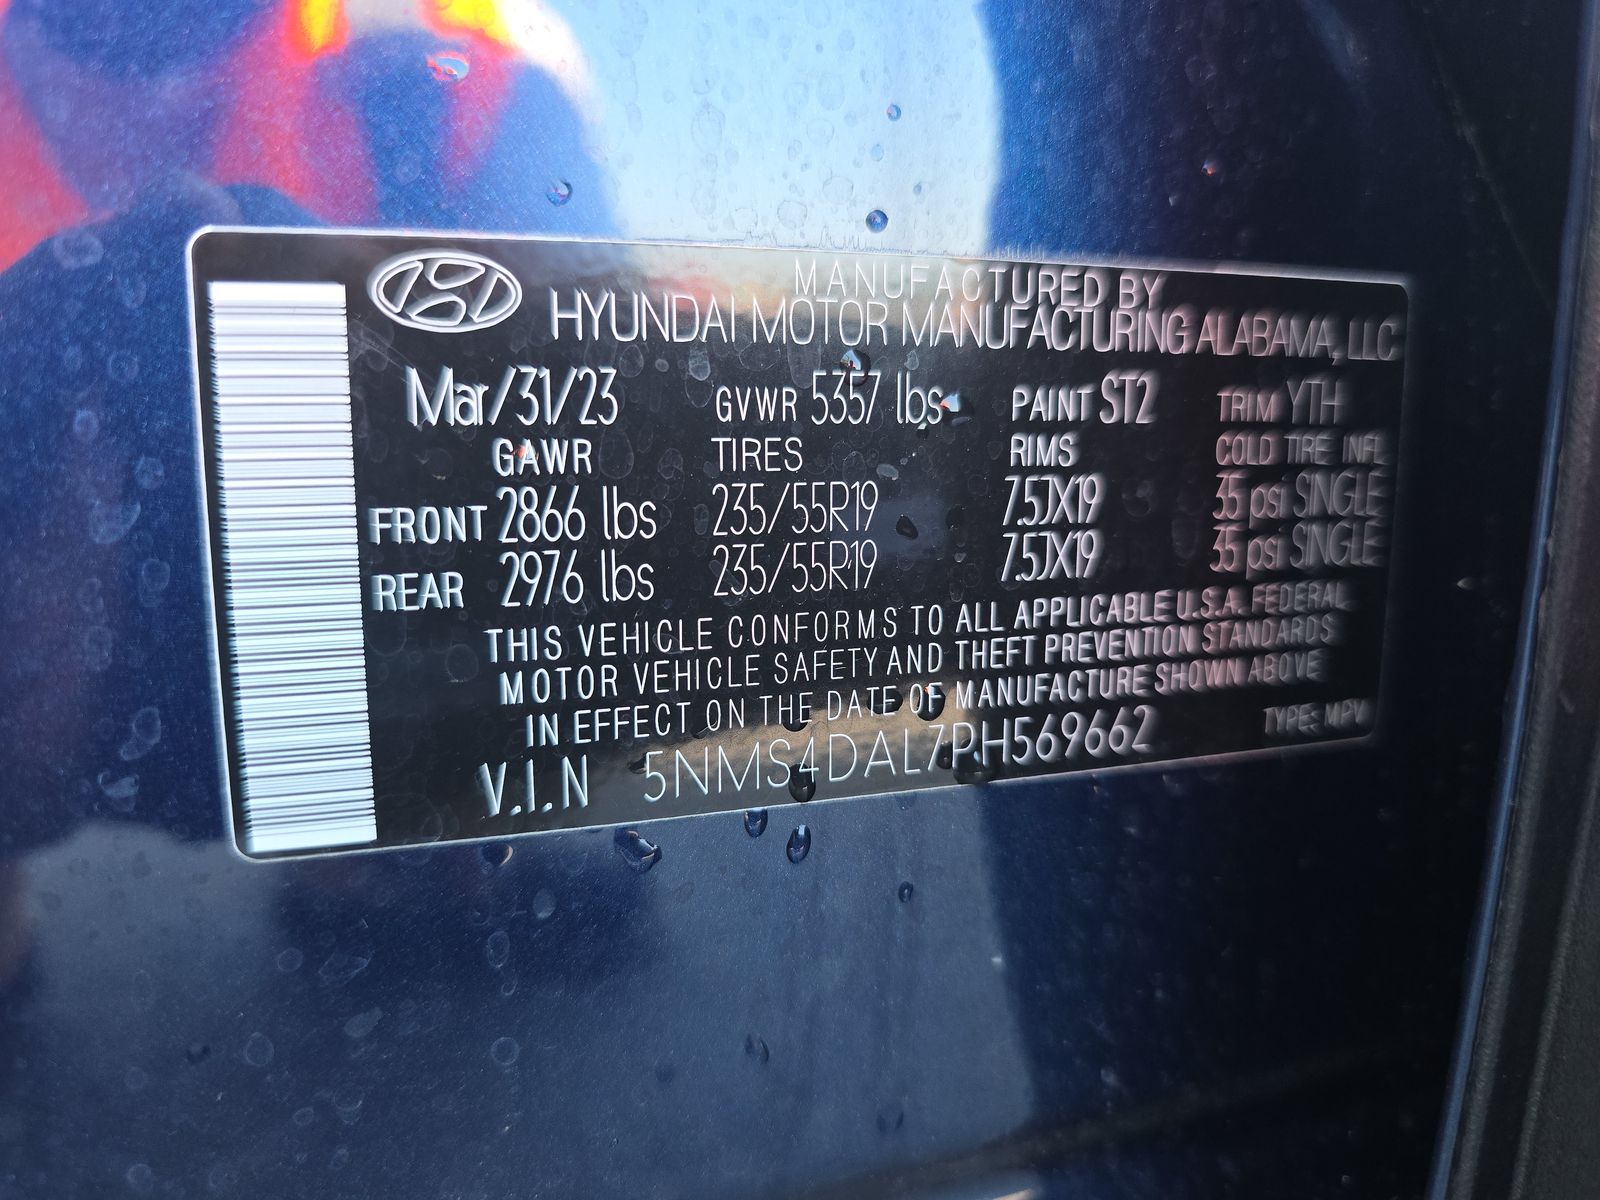 MANUFACTURED BY
HYUNDAI MOTOR MANUFACTURING ALABAMA, LLC
Mar/31/23 GVWR 5357 lbs PAINT ST2 TRIM YTH
GAWR TIRES RIMS COLD TIRE INFL
FRONT 2866 lbs 235/55R19 7.5JX19 35 psi SINGLE
REAR 2976 lbs 235/55R19 7.5JX19 35 psi SINGLE
THIS VEHICLE CONFORMS TO ALL APPLICABLE U.S.A. FEDERAL
MOTOR VEHICLE SAFETY AND THEFT PREVENTION STANDARDS
IN EFFECT ON THE DATE OF MANUFACTURE SHOWN ABOVE
V.I.N 5NMS4DAL7PH569662 TYPE: MPV